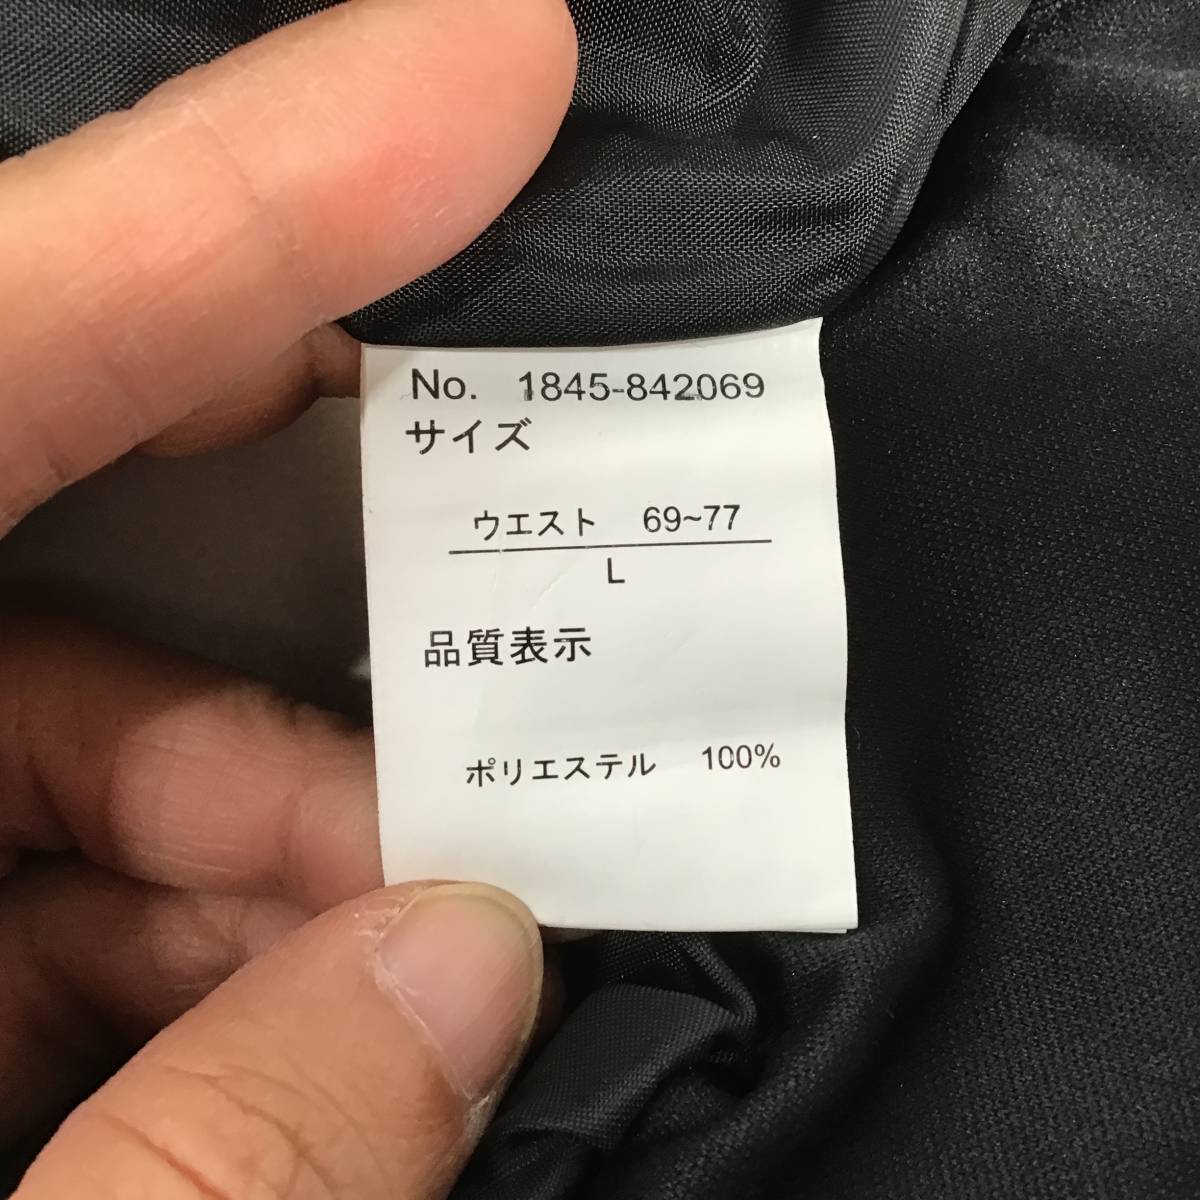 No. 1845-842069
サイズ
ウエスト 69~77
L
品質表示
ポリエステル 100%